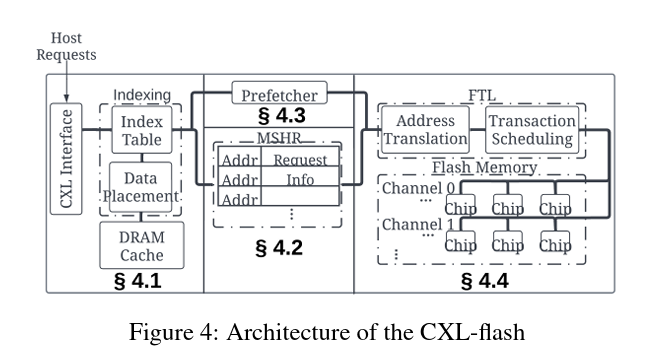 Host
Requests
CXL Interface
Indexing
Index
Table
Data
Placement
DRAM
Cache
§ 4.1
Prefetcher
§ 4.3
MSHR
Addr Request
Addr Info
Addr
⋮
§ 4.2
FTL
Address
Translation
Transaction
Scheduling
Flash Memory
Channel 0
... Chip Chip Chip
Channel 1
... Chip Chip Chip
⋮
§ 4.4
Figure 4: Architecture of the CXL-flash